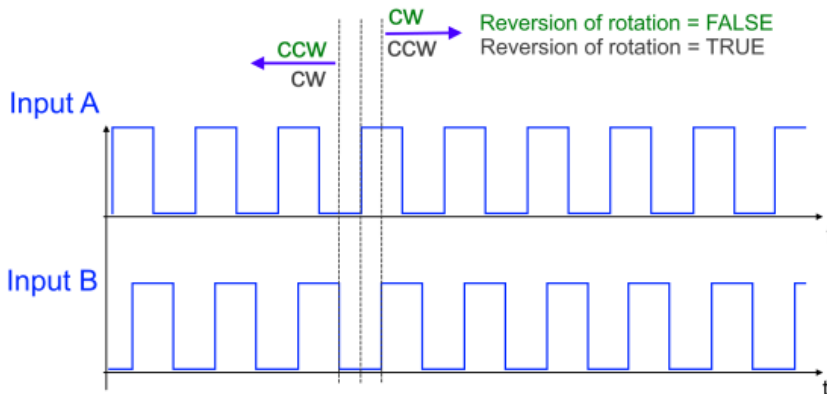 CCW
CW
CW
CCW
Reversion of rotation = FALSE
Reversion of rotation = TRUE
Input A
Input B
t